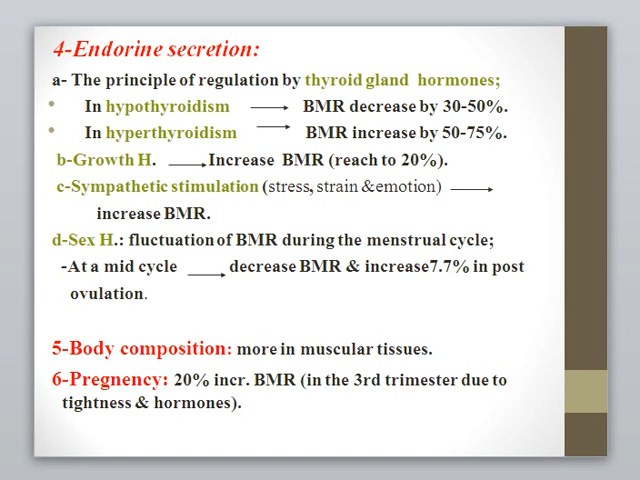 4-Endorine secretion:
a- The principle of regulation by thyroid gland hormones;
• In hypothyroidism BMR decrease by 30-50%.
• In hyperthyroidism BMR increase by 50-75%.
b-Growth H. Increase BMR (reach to 20%).
c-Sympathetic stimulation (stress, strain &emotion)
increase BMR.
d-Sex H.: fluctuation of BMR during the menstrual cycle;
-At a mid cycle decrease BMR & increase7.7% in post
ovulation.
5-Body composition: more in muscular tissues.
6-Pregnency: 20% incr. BMR (in the 3rd trimester due to
tightness & hormones).